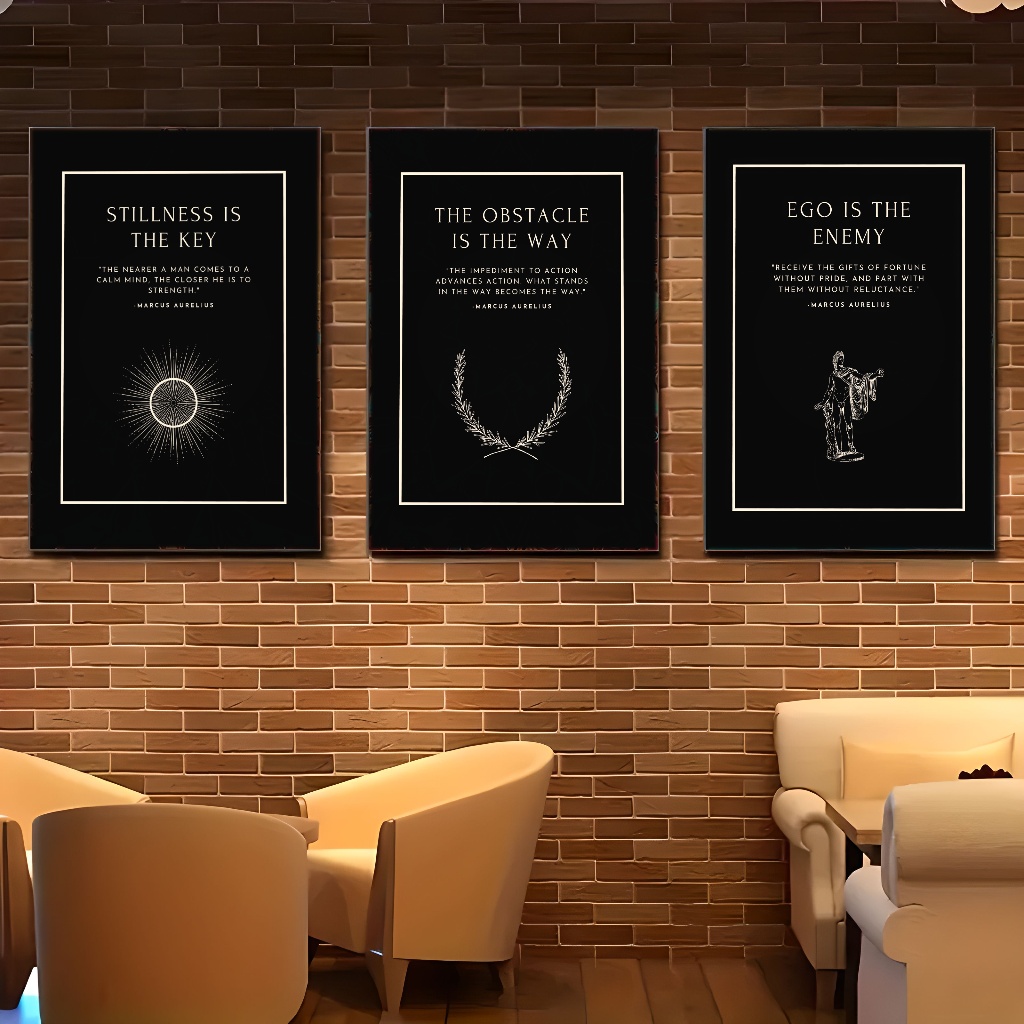 STILLNESS IS
THE KEY
"THE NEARER A MAN COMES TO A
CALM MIND, THE CLOSER HE IS TO
STRENGTH."
-MARCUS AURELIUS
THE OBSTACLE
IS THE WAY
"THE IMPEDIMENT TO ACTION
ADVANCES ACTION. WHAT STANDS
IN THE WAY BECOMES THE WAY."
-MARCUS AURELIUS
EGO IS THE
ENEMY
"RECEIVE THE GIFTS OF FORTUNE
WITHOUT PRIDE, AND PART WITH
THEM WITHOUT RELUCTANCE."
-MARCUS AURELIUS